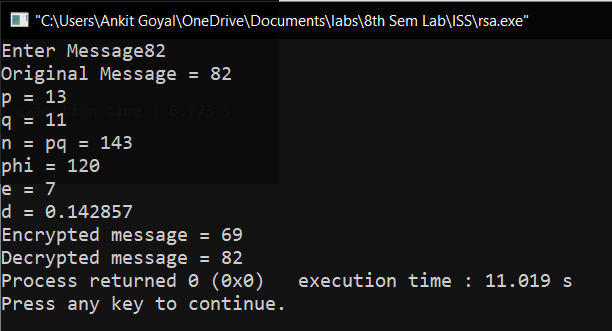 "C:\Users\Ankit Goyal\OneDrive\Documents\labs\8th Sem Lab\ISS\rsa.exe"
Enter Message82
Original Message = 82
p = 13
q = 11
n = pq = 143
phi = 120
e = 7
d = 0.142857
Encrypted message = 69
Decrypted message = 82
Process returned 0 (0x0)   execution time : 11.019 s
Press any key to continue.